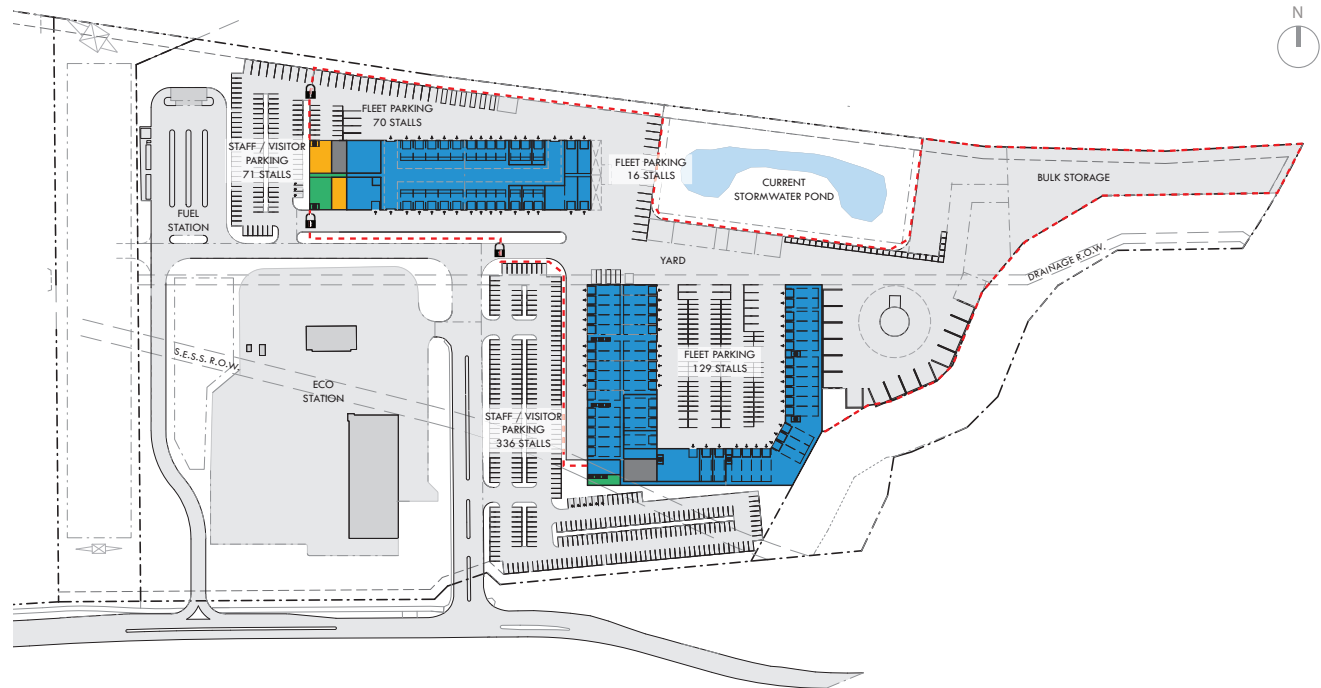 N
FLEET PARKING
70 STALLS
STAFF / VISITOR
PARKING
71 STALLS
FLEET PARKING
16 STALLS
CURRENT
STORMWATER POND
BULK STORAGE
FUEL
STATION
YARD
DRAINAGE R.O.W.
S.E.S.S. R.O.W.
FLEET PARKING
129 STALLS
ECO
STATION
STAFF / VISITOR
PARKING
336 STALLS